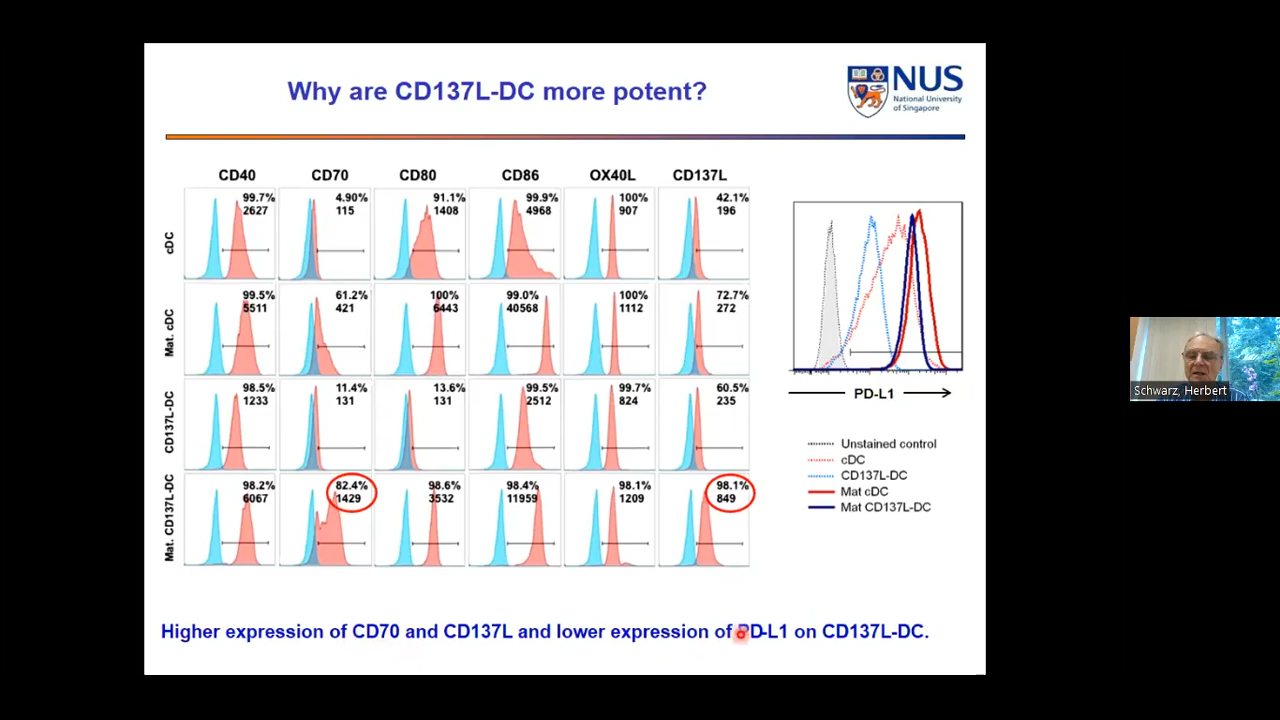 Why are CD137L-DC more potent?
NUS
National University
of Singapore
CD40 CD70 CD80 CD86 OX40L CD137L
cDC
99.7% 4.90% 91.1% 99.9% 100% 42.1%
2627 115 1408 4968 907 196
Mat. cDC
99.5% 61.2% 100% 99.0% 100% 72.7%
5511 421 6443 40568 1112 272
CD137L-DC
98.5% 11.4% 13.6% 99.5% 99.7% 60.5%
1233 131 131 2512 824 235
Mat. CD137L-DC
98.2% 82.4% 98.6% 98.4% 98.1% 98.1%
6067 1429 3532 11959 1209 849
PD-L1
Unstained control
cDC
CD137L-DC
Mat cDC
Mat CD137L-DC
Higher expression of CD70 and CD137L and lower expression of PD-L1 on CD137L-DC.
Schwarz, Herbert